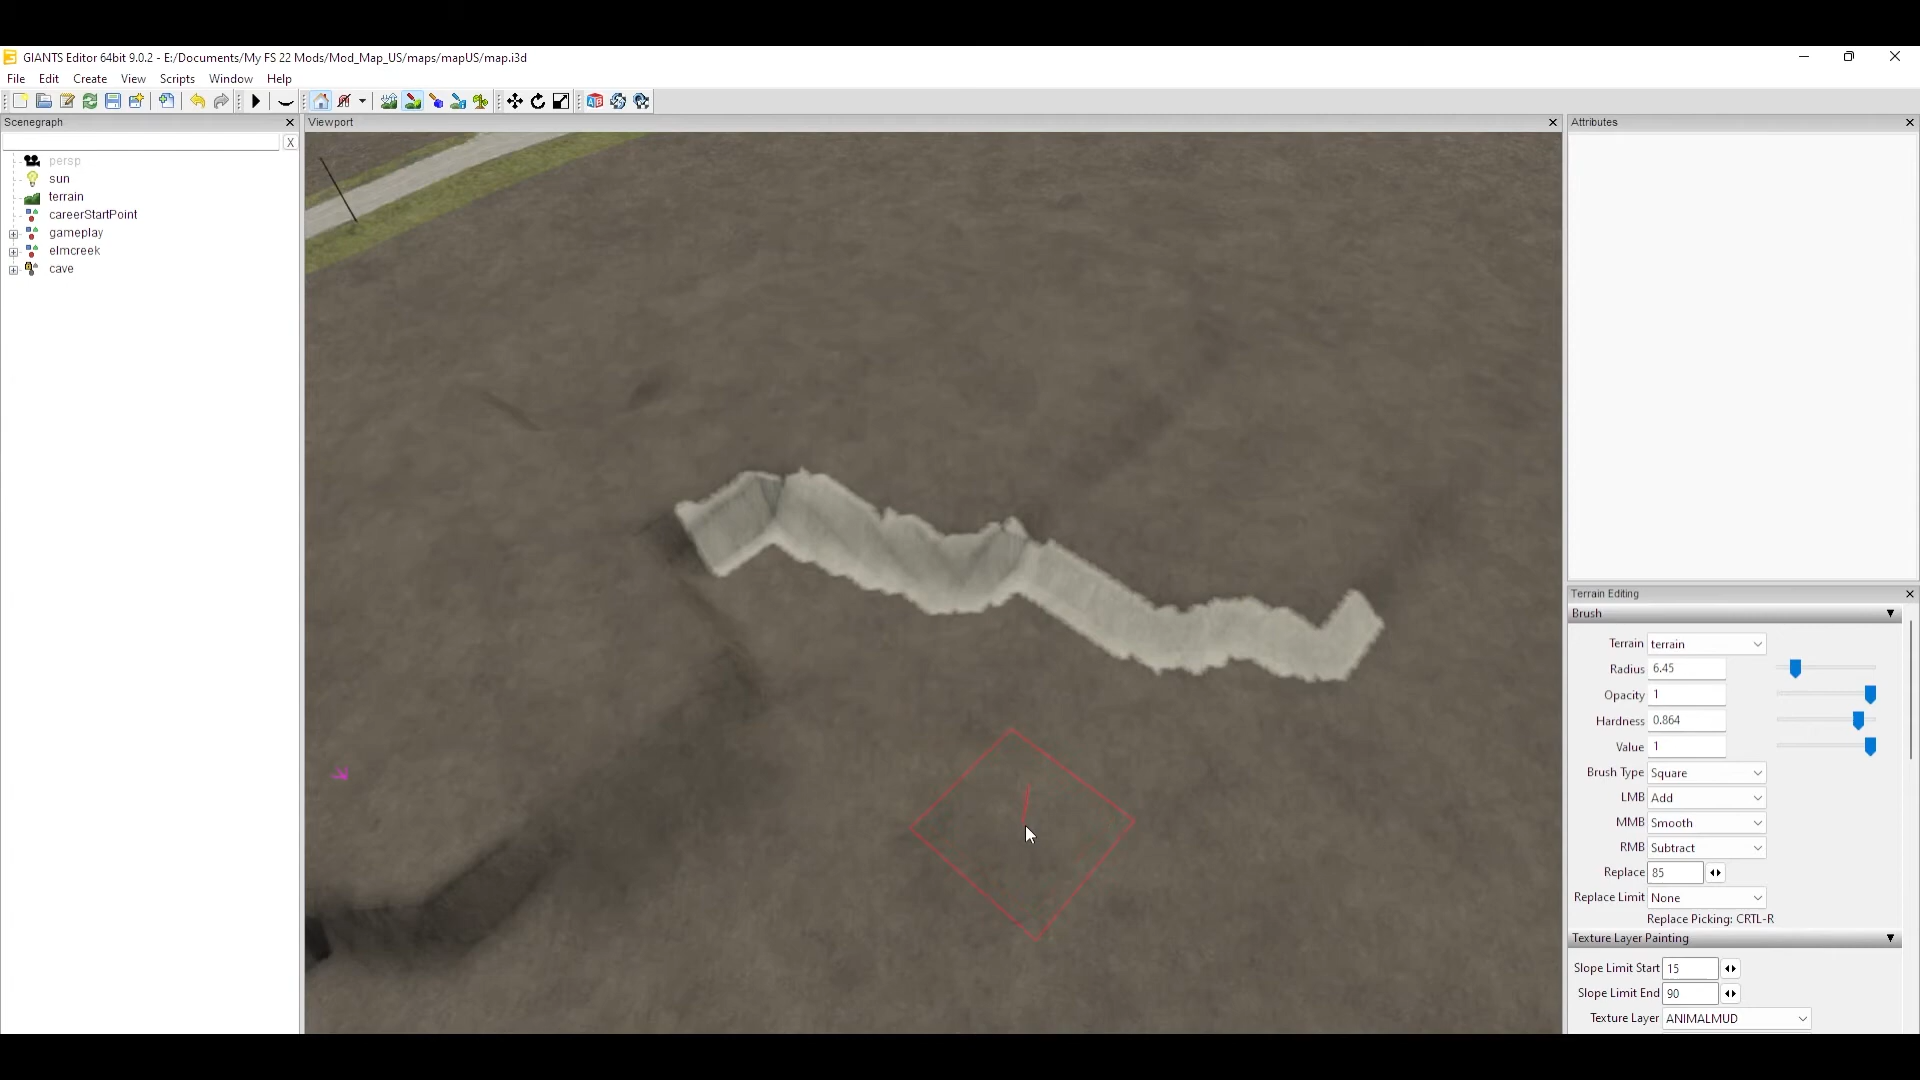 GIANTS Editor 64bit 9.0.2 - E:/Documents/My FS 22 Mods/Mod_Map_US/maps/mapUS/map.i3d
File Edit Create View Scripts Window Help
Scenegraph
Viewport
Attributes
X
persp
sun
terrain
careerStartPoint
gameplay
elmcreek
cave
Terrain Editing
Brush
Terrain terrain
Radius 6.45
Opacity 1
Hardness 0.864
Value 1
Brush Type Square
LMB Add
MMB Smooth
RMB Subtract
Replace 85
Replace Limit None
Replace Picking: CRTL-R
Texture Layer Painting
Slope Limit Start 15
Slope Limit End 90
Texture Layer ANIMALMUD